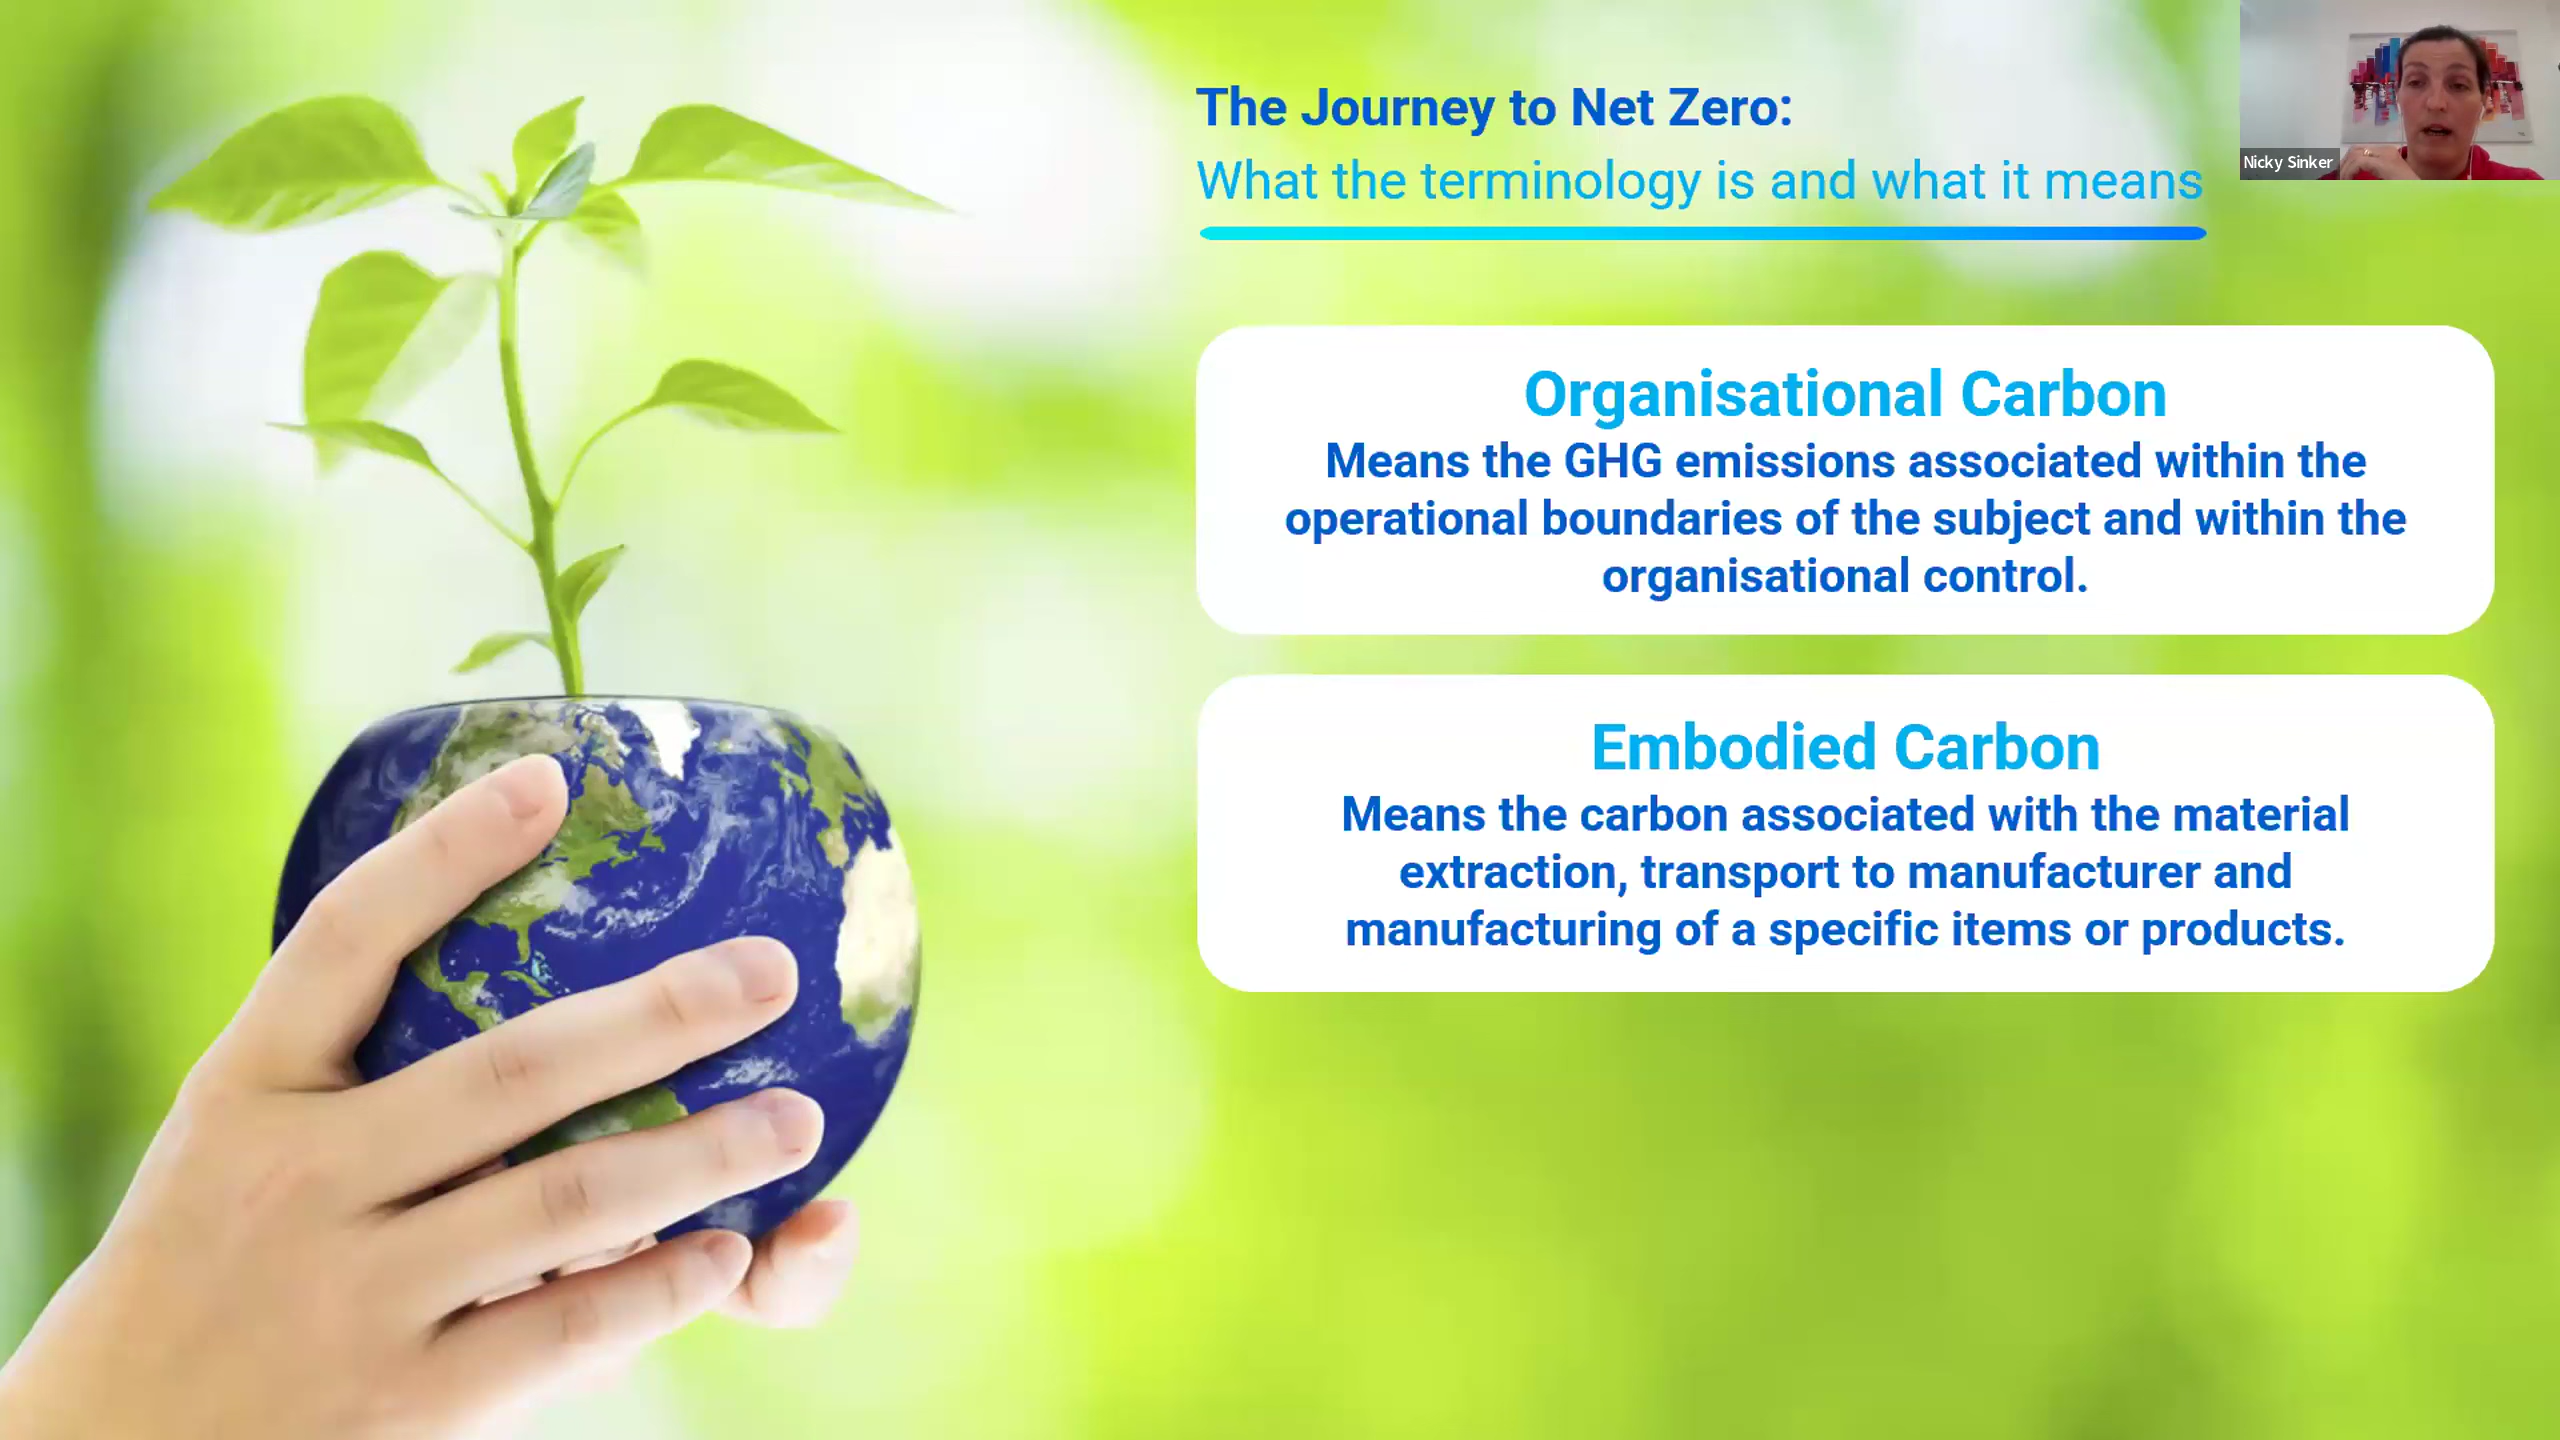 The Journey to Net Zero:
What the terminology is and what it means
Nicky Sinker
Organisational Carbon
Means the GHG emissions associated within the
operational boundaries of the subject and within the
organisational control.
Embodied Carbon
Means the carbon associated with the material
extraction, transport to manufacturer and
manufacturing of a specific items or products.